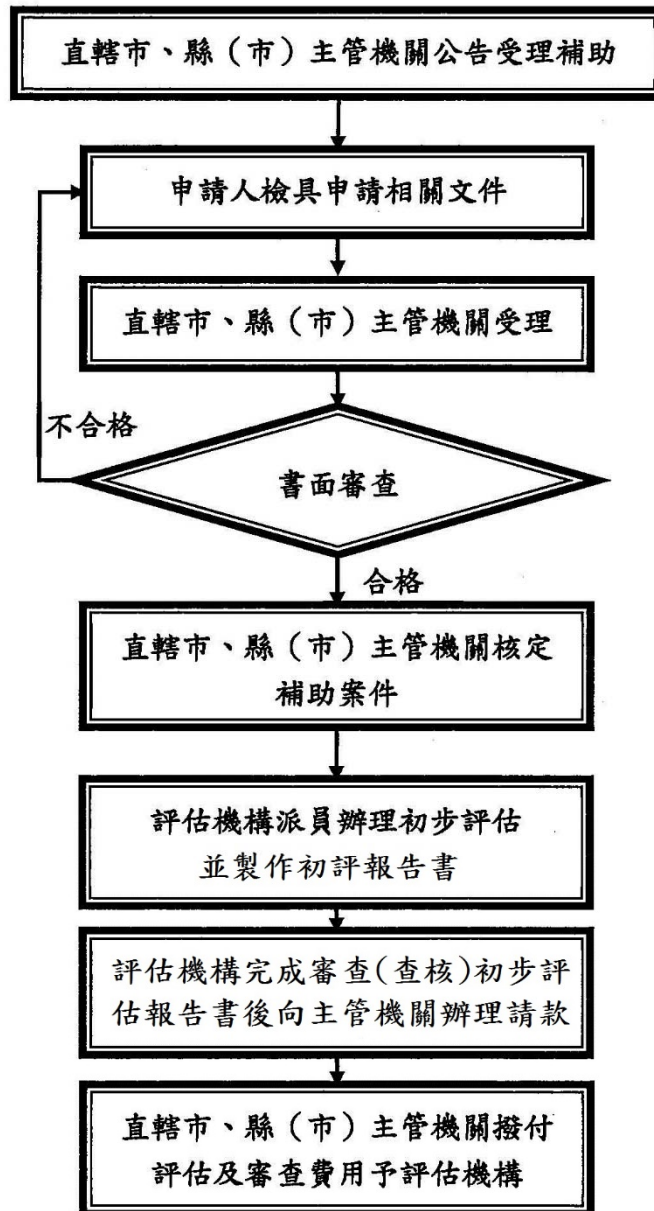 直轄市、縣（市）主管機關公告受理補助
申請人檢具申請相關文件
直轄市、縣（市）主管機關受理
不合格
書面審查
合格
直轄市、縣（市）主管機關核定
補助案件
評估機構派員辦理初步評估
並製作初評報告書
評估機構完成審查(查核)初步評
估報告書後向主管機關辦理請款
直轄市、縣（市）主管機關撥付
評估及審查費用予評估機構